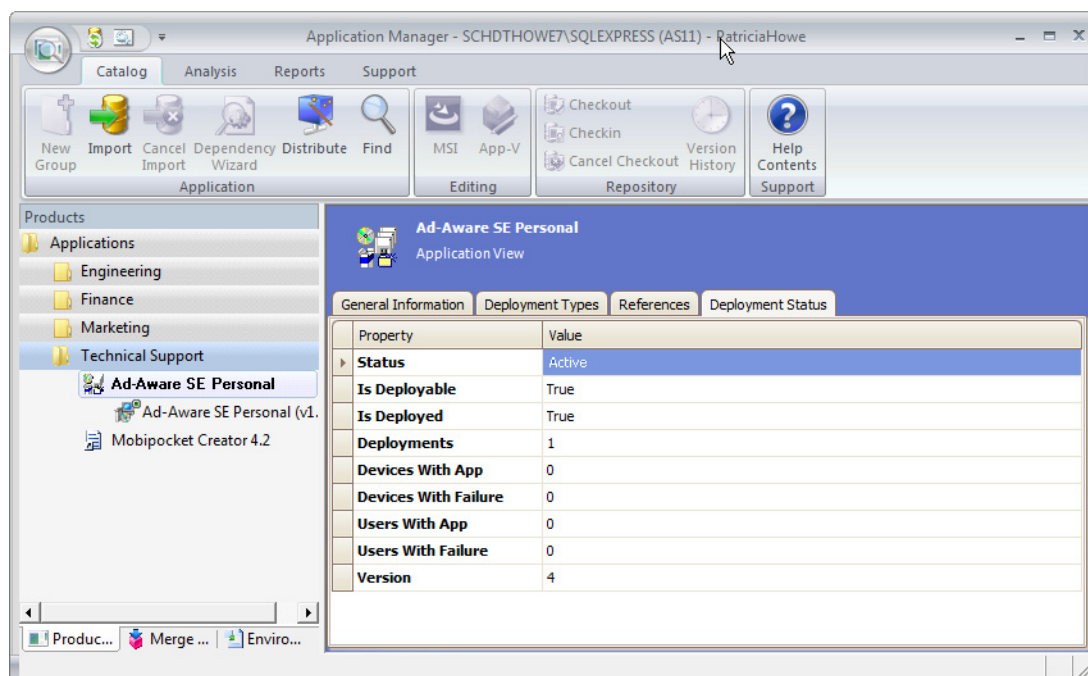 Application Manager - SCHDTHOWE7\SQLEXPRESS (AS11) - PatriciaHowe
Catalog Analysis Reports Support
New Group
Import
Cancel Import
Dependency Wizard
Distribute
Find
Application
MSI
App-V
Editing
Checkout
Checkin
Cancel Checkout
Version History
Repository
Help Contents
Support
Products
Applications
Engineering
Finance
Marketing
Technical Support
Ad-Aware SE Personal
Ad-Aware SE Personal (v1.
Mobipocket Creator 4.2
Produc... Merge ... Enviro...
Ad-Aware SE Personal
Application View
General Information Deployment Types References Deployment Status
Property Value
Status Active
Is Deployable True
Is Deployed True
Deployments 1
Devices With App 0
Devices With Failure 0
Users With App 0
Users With Failure 0
Version 4